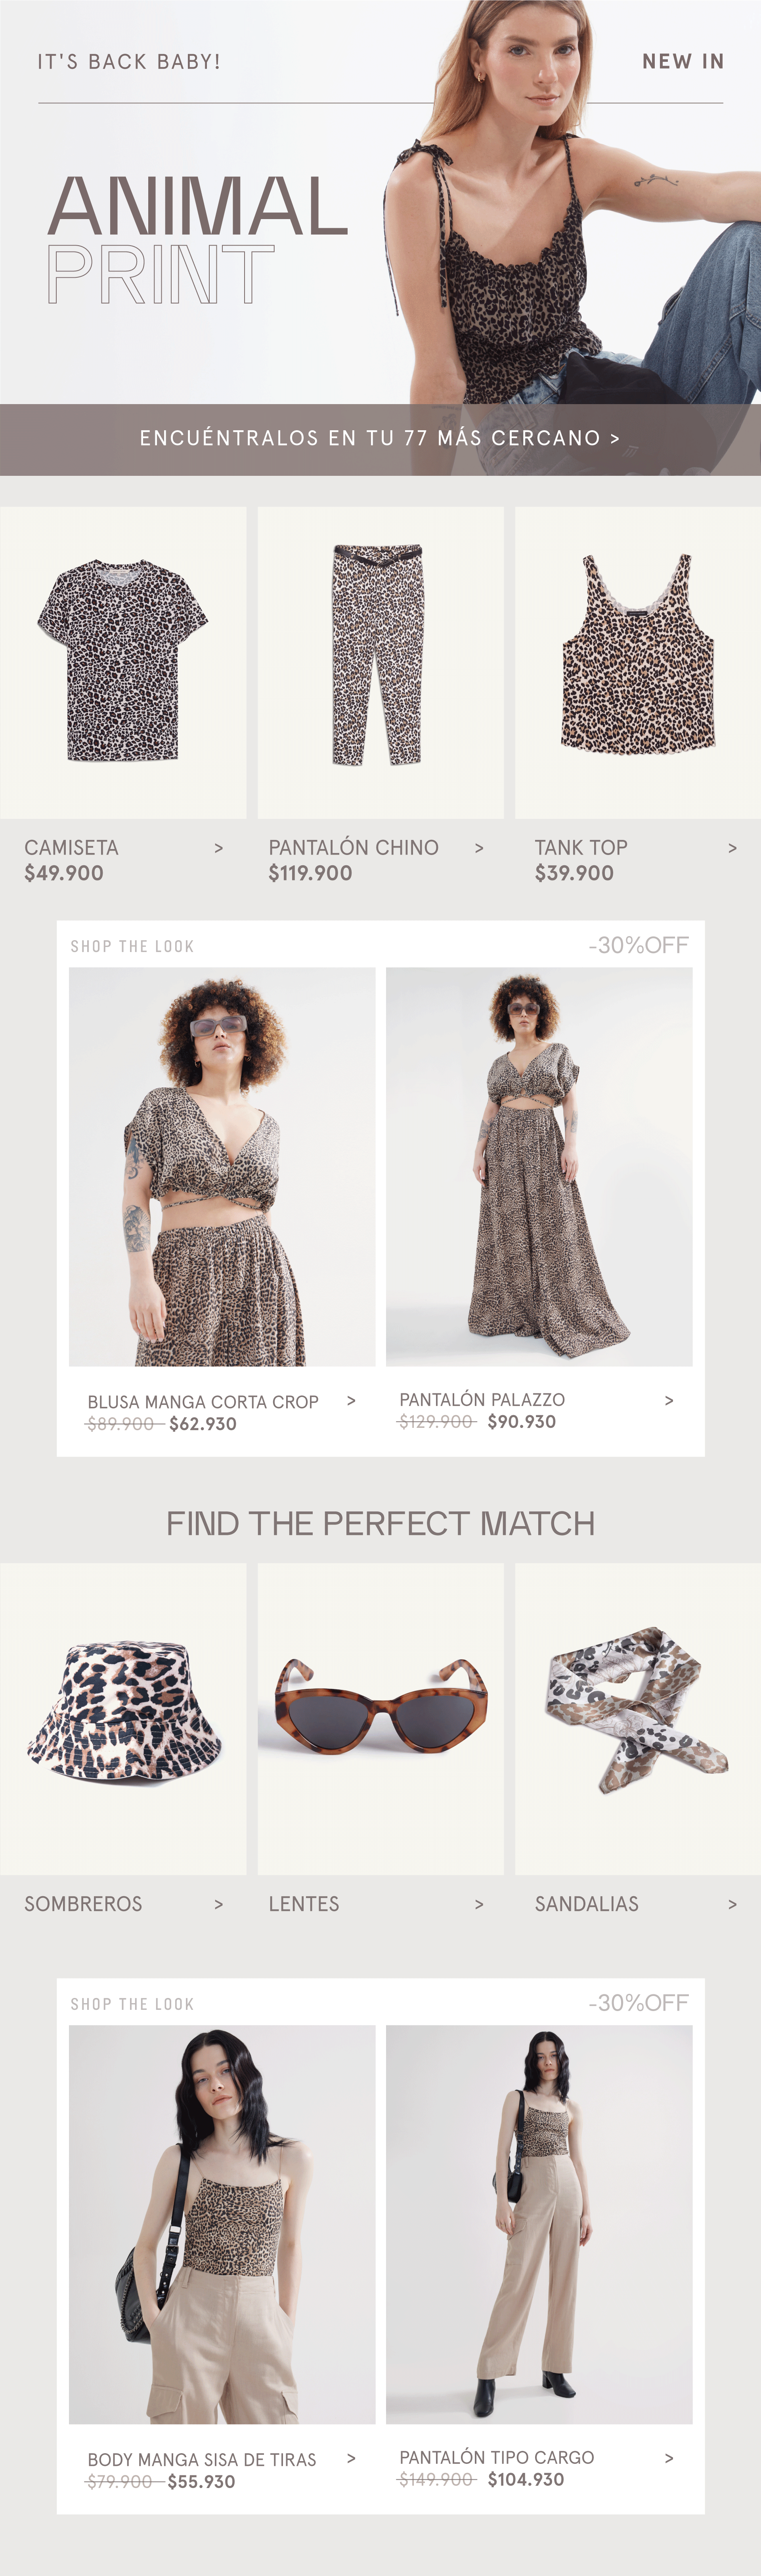 IT'S BACK BABY!
NEW IN
ANIMAL
PRINT
ENCUÉNTRALOS EN TU 77 MÁS CERCANO >
CAMISETA >
$49.900
PANTALÓN CHINO >
$119.900
TANK TOP >
$39.900
SHOP THE LOOK
-30%OFF
BLUSA MANGA CORTA CROP >
$89.900 $62.930
PANTALÓN PALAZZO >
$129.900 $90.930
FIND THE PERFECT MATCH
SOMBREROS >
LENTES >
SANDALIAS >
SHOP THE LOOK
-30%OFF
BODY MANGA SISA DE TIRAS >
$79.900 $55.930
PANTALÓN TIPO CARGO >
$149.900 $104.930